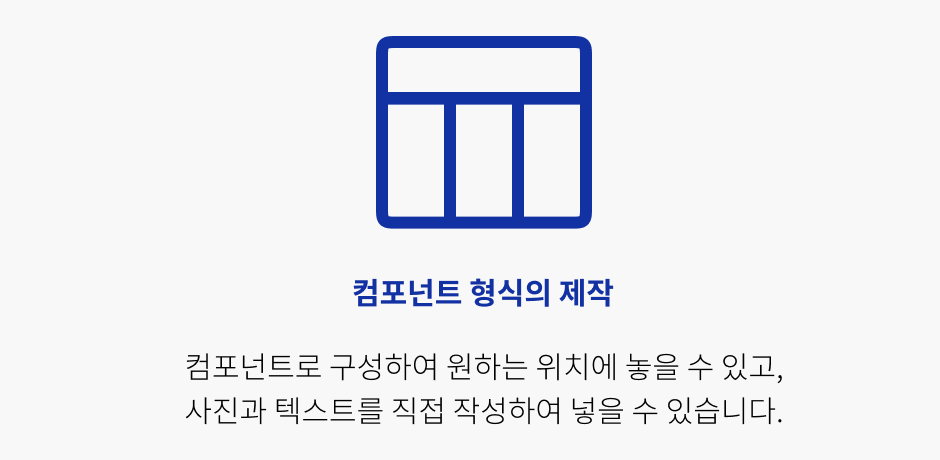 컴포넌트 형식의 제작
컴포넌트로 구성하여 원하는 위치에 놓을 수 있고,
사진과 텍스트를 직접 작성하여 넣을 수 있습니다.